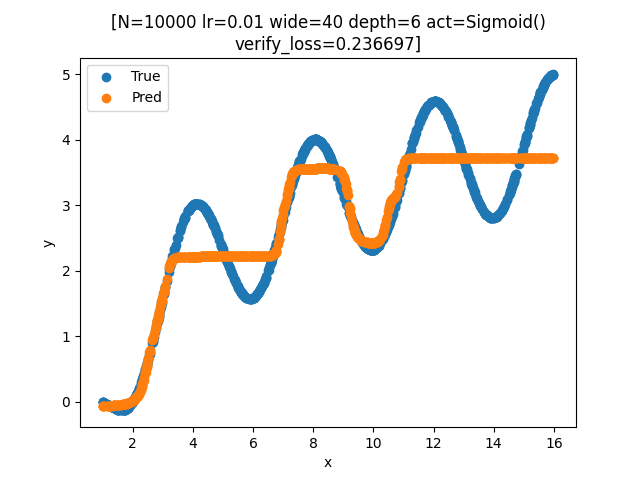 [N=10000 lr=0.01 wide=40 depth=6 act=Sigmoid()
verify_loss=0.236697]
True
Pred
5
4
3
2
1
0
y
2
4
6
8
10
12
14
16
x